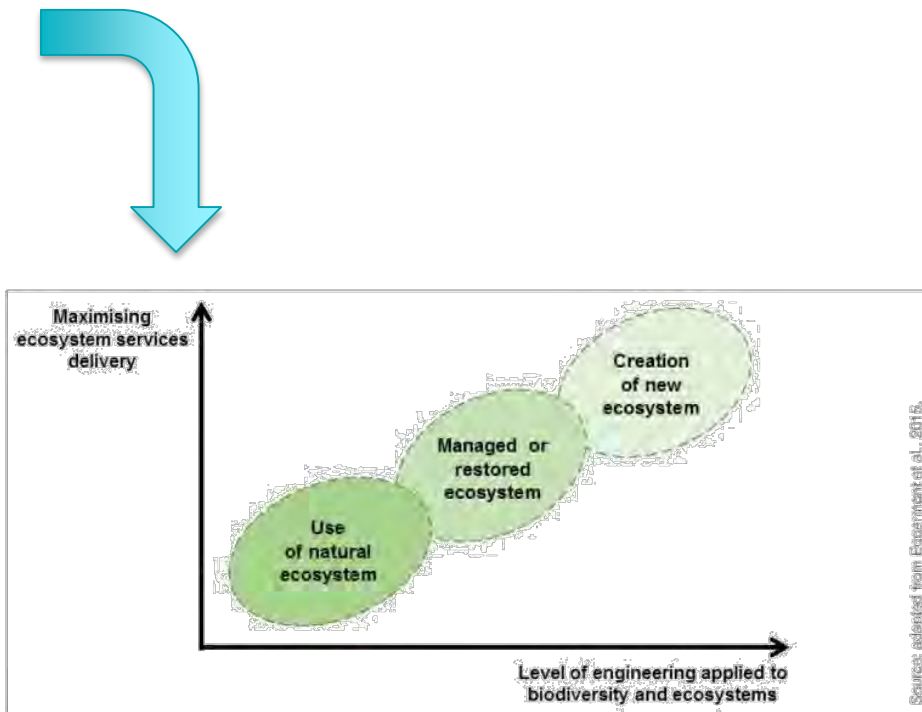 Maximising
ecosystem services
delivery
Creation
of new
ecosystem
Managed or
restored
ecosystem
Use
of natural
ecosystem
Level of engineering applied to
biodiversity and ecosystems
Source: adapted from Eggermont et al., 2015.